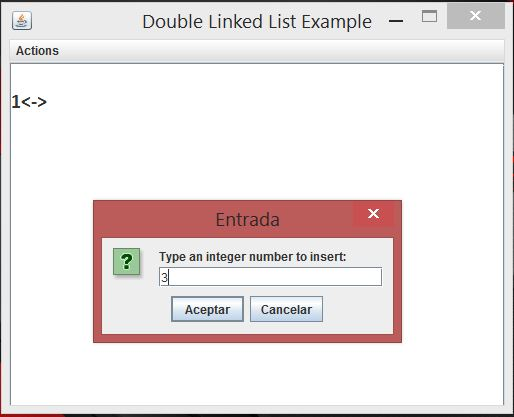 Double Linked List Example
Actions
1<->
Entrada
?
Type an integer number to insert:
3
Aceptar Cancelar